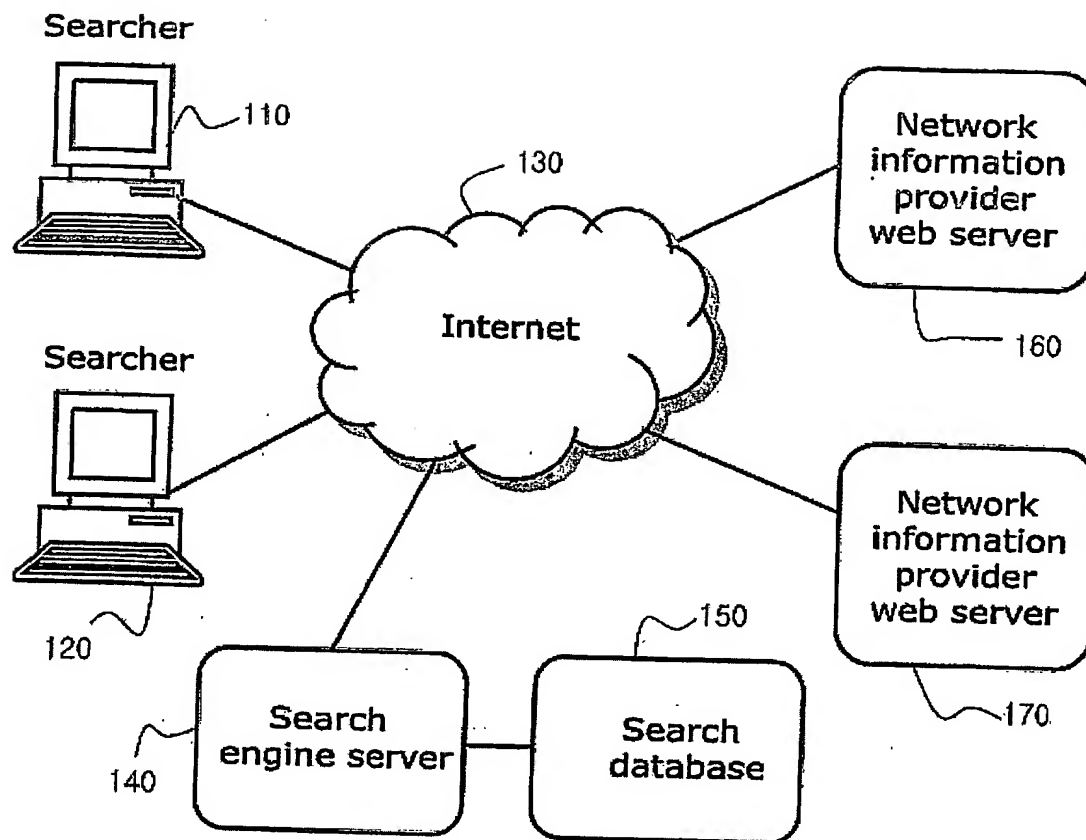 Searcher
110
130
Network
information
provider
web server
160
Internet
Searcher
120
Network
information
provider
web server
170
150
Search
engine server
140
Search
database